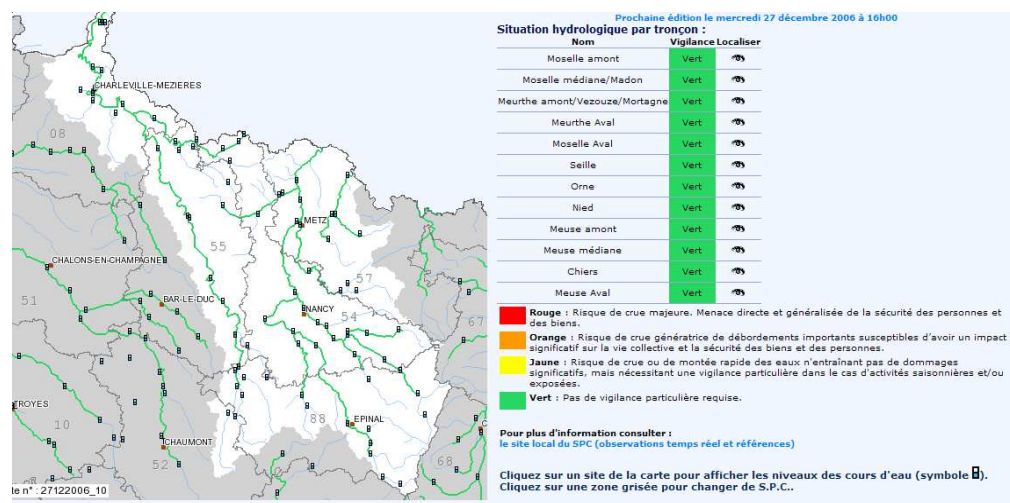 CHARLEVILLE-MEZIERES
08
METZ
55
CHALONS-EN-CHAMPAGNE
57
51
BAR-LE-DUC
NANCY
54
67
TROYES
10
88
EPINAL
CHAUMONT
52
68
te n° : 27122006_10
Prochaine édition le mercredi 27 décembre 2006 à 16h00
Situation hydrologique par tronçon :
Nom Vigilance Localiser
Moselle amont Vert
Moselle médiane/Madon Vert
Meurthe amont/Vezouze/Mortagne Vert
Meurthe Aval Vert
Moselle Aval Vert
Seille Vert
Orne Vert
Nied Vert
Meuse amont Vert
Meuse médiane Vert
Chiers Vert
Meuse Aval Vert
Rouge : Risque de crue majeure. Menace directe et généralisée de la sécurité des personnes et
des biens.
Orange : Risque de crue génératrice de débordements importants susceptibles d'avoir un impact
significatif sur la vie collective et la sécurité des biens et des personnes.
Jaune : Risque de crue ou de montée rapide des eaux n'entraînant pas de dommages
significatifs, mais nécessitant une vigilance particulière dans le cas d'activités saisonnières et/ou
exposées.
Vert : Pas de vigilance particulière requise.
Pour plus d'information consulter :
le site local du SPC (observations temps réel et références)
Cliquez sur un site de la carte pour afficher les niveaux des cours d'eau (symbole ).
Cliquez sur une zone grisée pour changer de S.P.C..